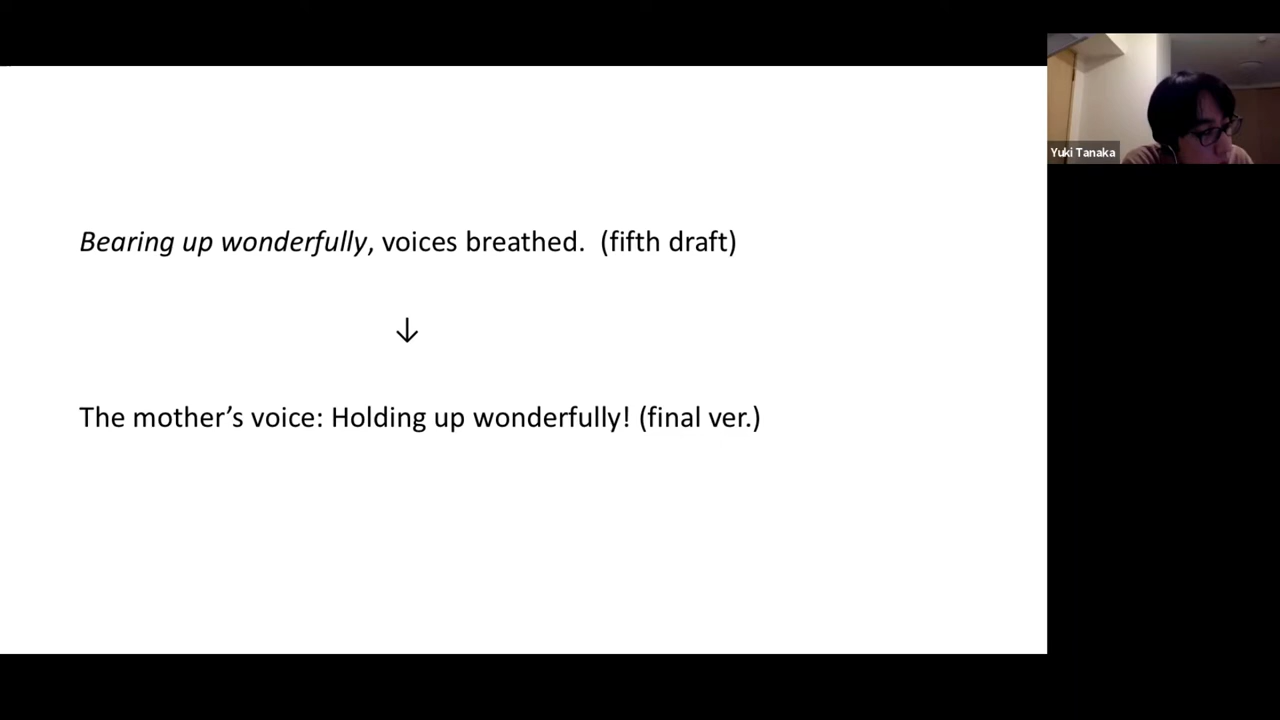 Yuki Tanaka
Bearing up wonderfully, voices breathed. (fifth draft)
↓
The mother’s voice: Holding up wonderfully! (final ver.)